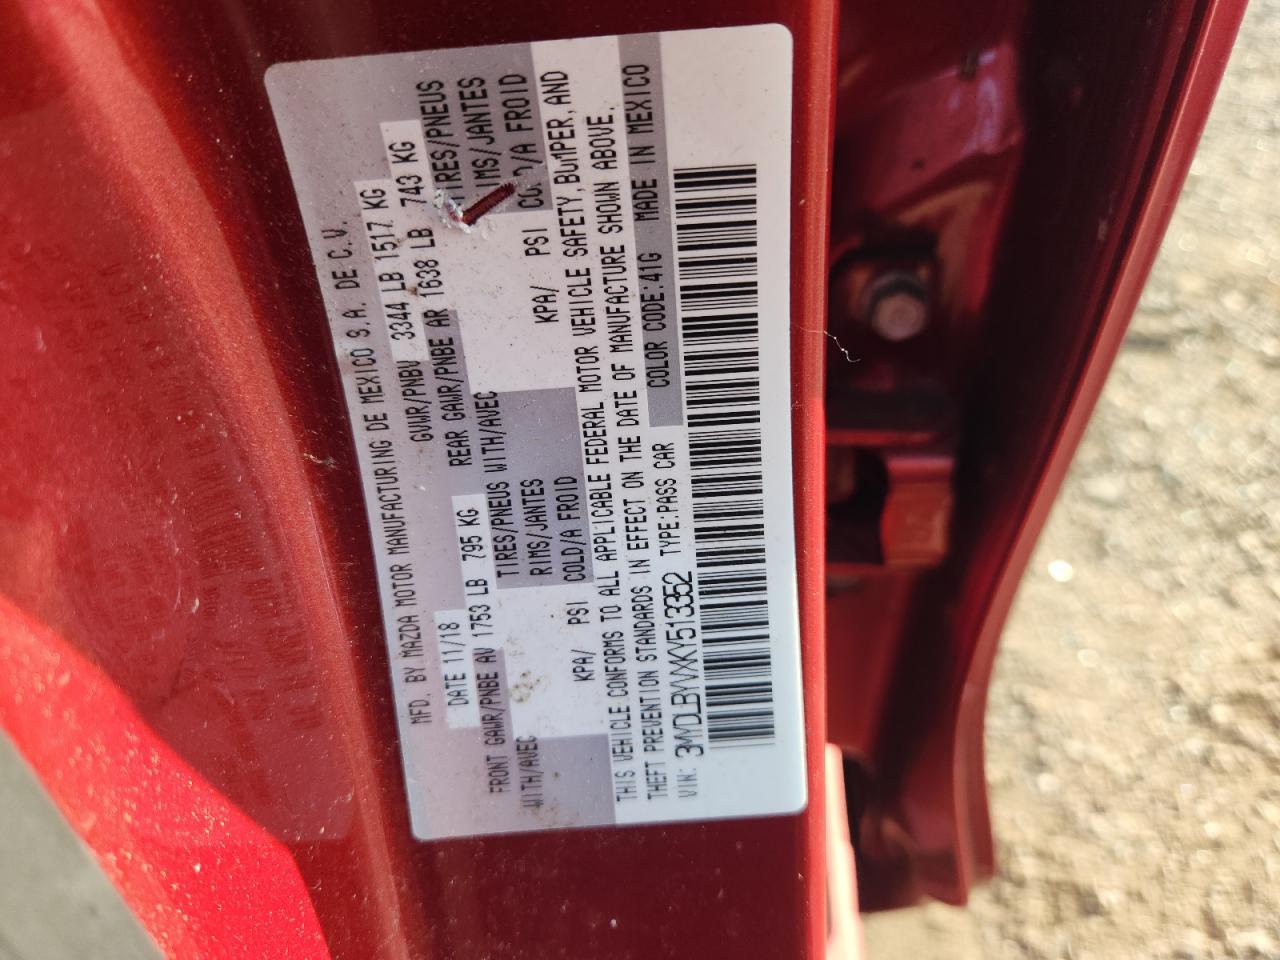 MFD. BY MAZDA MOTOR MANUFACTURING DE MEXICO S.A. DE C.V.
DATE 11/18 GVWR/PNBV 3344 LB 1517 KG
FRONT GAWR/PNBE AV 1753 LB 795 KG REAR GAWR/PNBE AR 1638 LB 743 KG
WITH/AVEC TIRES/PNEUS WITH/AVEC TIRES/PNEUS
RIMS/JANTES RIMS/JANTES
KPA/ PSI COLD/A FROID KPA/ PSI COLD/A FROID
THIS VEHICLE CONFORMS TO ALL APPLICABLE FEDERAL MOTOR VEHICLE SAFETY, BUMPER, AND
THEFT PREVENTION STANDARDS IN EFFECT ON THE DATE OF MANUFACTURE SHOWN ABOVE.
VIN: 3MYDLBYVXKY513352 TYPE:PASS CAR COLOR CODE:41G MADE IN MEXICO